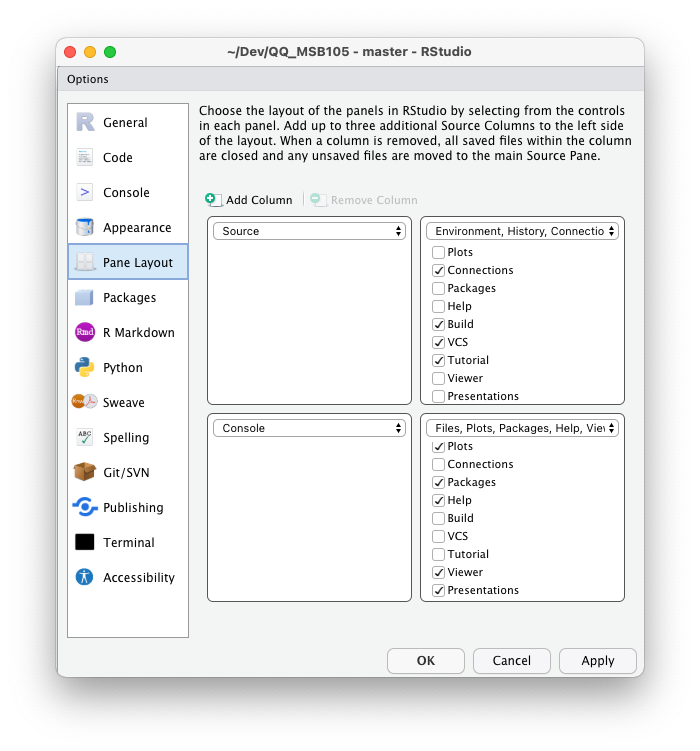 ~/Dev/QQ_MSB105 - master - RStudio
Options
General
Code
Console
Appearance
Pane Layout
Packages
R Markdown
Python
Sweave
Spelling
Git/SVN
Publishing
Terminal
Accessibility
Choose the layout of the panels in RStudio by selecting from the controls
in each panel. Add up to three additional Source Columns to the left side
of the layout. When a column is removed, all saved files within the column
are closed and any unsaved files are moved to the main Source Pane.
Add Column
Remove Column
Source
Environment, History, Connectio
Plots
Connections
Packages
Help
Build
VCS
Tutorial
Viewer
Presentations
Console
Files, Plots, Packages, Help, Viev
Plots
Connections
Packages
Help
Build
VCS
Tutorial
Viewer
Presentations
OK
Cancel
Apply
R
Rmd
ABC